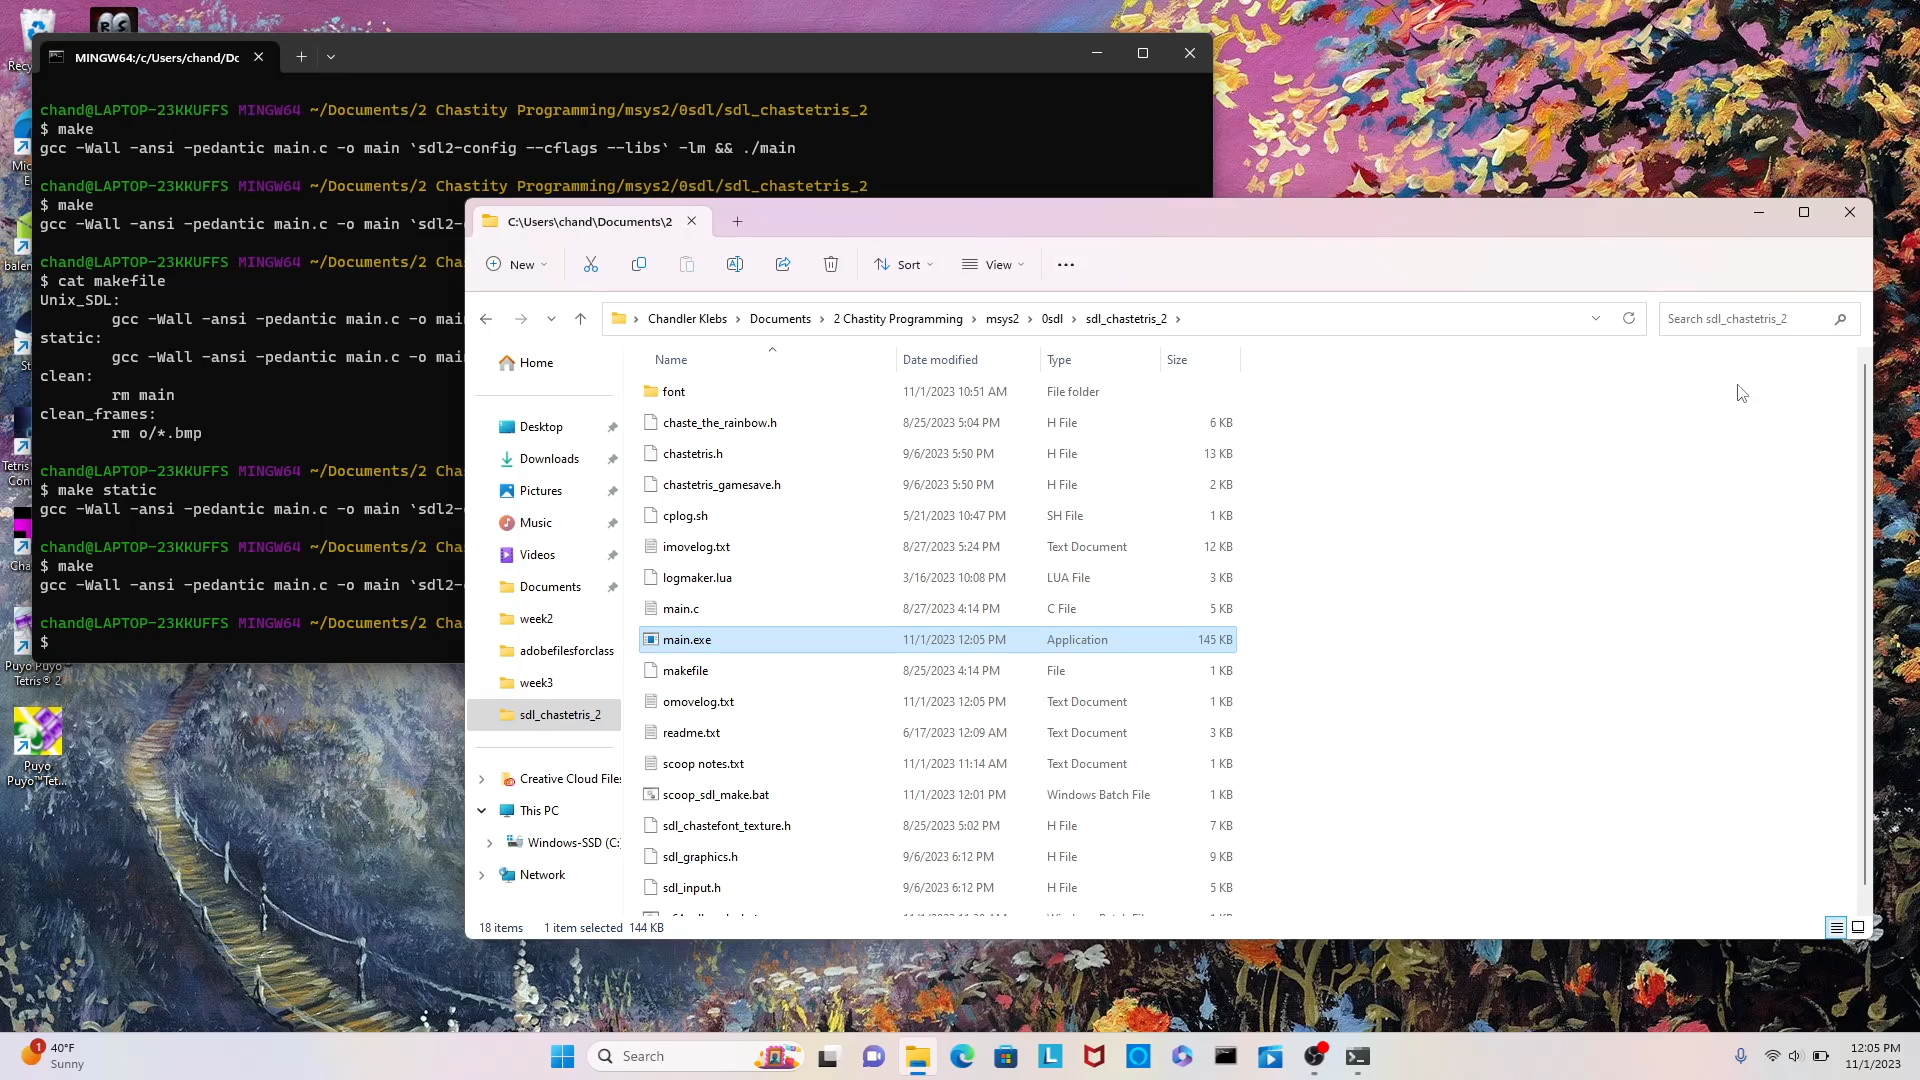 MINGW64:/c/Users/chand/Dc
chand@LAPTOP-23KKUFFS MINGW64 ~/Documents/2 Chastity Programming/msys2/0sdl/sdl_chastetris_2
$ make
gcc -Wall -ansi -pedantic main.c -o main `sdl2-config --cflags --libs` -lm && ./main
chand@LAPTOP-23KKUFFS MINGW64 ~/Documents/2 Chastity Programming/msys2/0sdl/sdl_chastetris_2
$ make
gcc -Wall -ansi -pedantic main.c -o main `sdl2-
chand@LAPTOP-23KKUFFS MINGW64 ~/Documents/2 Cha
$ cat makefile
Unix_SDL:
gcc -Wall -ansi -pedantic main.c -o mai
static:
gcc -Wall -ansi -pedantic main.c -o mai
clean:
rm main
clean_frames:
rm o/*.bmp
chand@LAPTOP-23KKUFFS MINGW64 ~/Documents/2 Cha
$ make static
gcc -Wall -ansi -pedantic main.c -o main `sdl2-
chand@LAPTOP-23KKUFFS MINGW64 ~/Documents/2 Cha
$ make
gcc -Wall -ansi -pedantic main.c -o main `sdl2-
chand@LAPTOP-23KKUFFS MINGW64 ~/Documents/2 Cha
$
C:\Users\chand\Documents\2
New
Sort
View
Chandler Klebs > Documents > 2 Chastity Programming > msys2 > 0sdl > sdl_chastetris_2 >
Search sdl_chastetris_2
Home
Desktop
Downloads
Pictures
Music
Videos
Documents
week2
adobefilesforclass
week3
sdl_chastetris_2
Creative Cloud Files
This PC
Windows-SSD (C:
Network
Name Date modified Type Size
font 11/1/2023 10:51 AM File folder
chaste_the_rainbow.h 8/25/2023 5:04 PM H File 6 KB
chastetris.h 9/6/2023 5:50 PM H File 13 KB
chastetris_gamesave.h 9/6/2023 5:50 PM H File 2 KB
cplog.sh 5/21/2023 10:47 PM SH File 1 KB
imovelog.txt 8/27/2023 5:24 PM Text Document 12 KB
logmaker.lua 3/16/2023 10:08 PM LUA File 3 KB
main.c 8/27/2023 4:14 PM C File 5 KB
main.exe 11/1/2023 12:05 PM Application 145 KB
makefile 8/25/2023 4:14 PM File 1 KB
omovelog.txt 11/1/2023 12:05 PM Text Document 1 KB
readme.txt 6/17/2023 12:09 AM Text Document 3 KB
scoop notes.txt 11/1/2023 11:14 AM Text Document 1 KB
scoop_sdl_make.bat 11/1/2023 12:01 PM Windows Batch File 1 KB
sdl_chastefont_texture.h 8/25/2023 5:02 PM H File 7 KB
sdl_graphics.h 9/6/2023 6:12 PM H File 9 KB
sdl_input.h 9/6/2023 6:12 PM H File 5 KB
18 items 1 item selected 144 KB
Puyo Puyo
Tetris® 2
Puyo
Puyo™Tet...
1
40°F
Sunny
Search
12:05 PM
11/1/2023